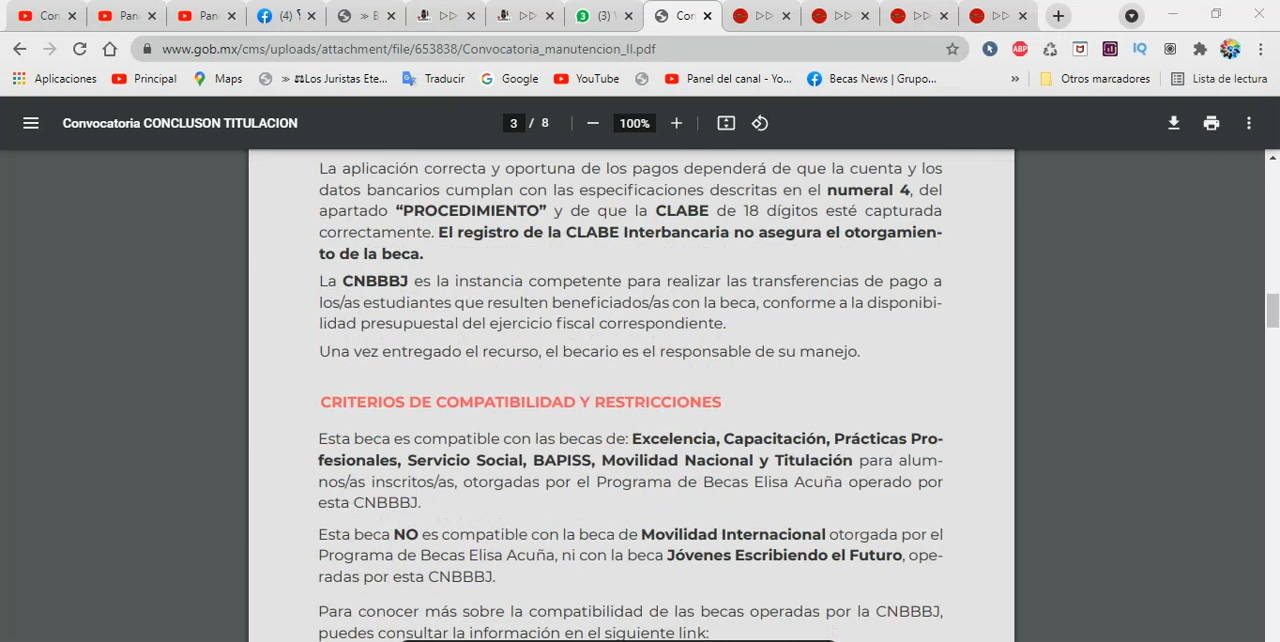 Con
Pan
Pan
(4) Y
» E
▷▷
▷▷
(3) V
Con
▷▷
▷▷
▷▷
▷▷
www.gob.mx/cms/uploads/attachment/file/653838/Convocatoria_manutencion_II.pdf
ABP
IQ
Aplicaciones
Principal
Maps
» ⚖Los Juristas Ete...
Traducir
Google
YouTube
Panel del canal - Yo...
Becas News | Grupo...
»
Otros marcadores
Lista de lectura
Convocatoria CONCLUSON TITULACION
3 / 8
100%
La aplicación correcta y oportuna de los pagos dependerá de que la cuenta y los
datos bancarios cumplan con las especificaciones descritas en el numeral 4, del
apartado “PROCEDIMIENTO” y de que la CLABE de 18 dígitos esté capturada
correctamente. El registro de la CLABE Interbancaria no asegura el otorgamien-
to de la beca.
La CNBBBJ es la instancia competente para realizar las transferencias de pago a
los/as estudiantes que resulten beneficiados/as con la beca, conforme a la disponibi-
lidad presupuestal del ejercicio fiscal correspondiente.
Una vez entregado el recurso, el becario es el responsable de su manejo.
CRITERIOS DE COMPATIBILIDAD Y RESTRICCIONES
Esta beca es compatible con las becas de: Excelencia, Capacitación, Prácticas Pro-
fesionales, Servicio Social, BAPISS, Movilidad Nacional y Titulación para alum-
nos/as inscritos/as, otorgadas por el Programa de Becas Elisa Acuña operado por
esta CNBBBJ.
Esta beca NO es compatible con la beca de Movilidad Internacional otorgada por el
Programa de Becas Elisa Acuña, ni con la beca Jóvenes Escribiendo el Futuro, ope-
radas por esta CNBBBJ.
Para conocer más sobre la compatibilidad de las becas operadas por la CNBBBJ,
puedes consultar la información en el siguiente link: